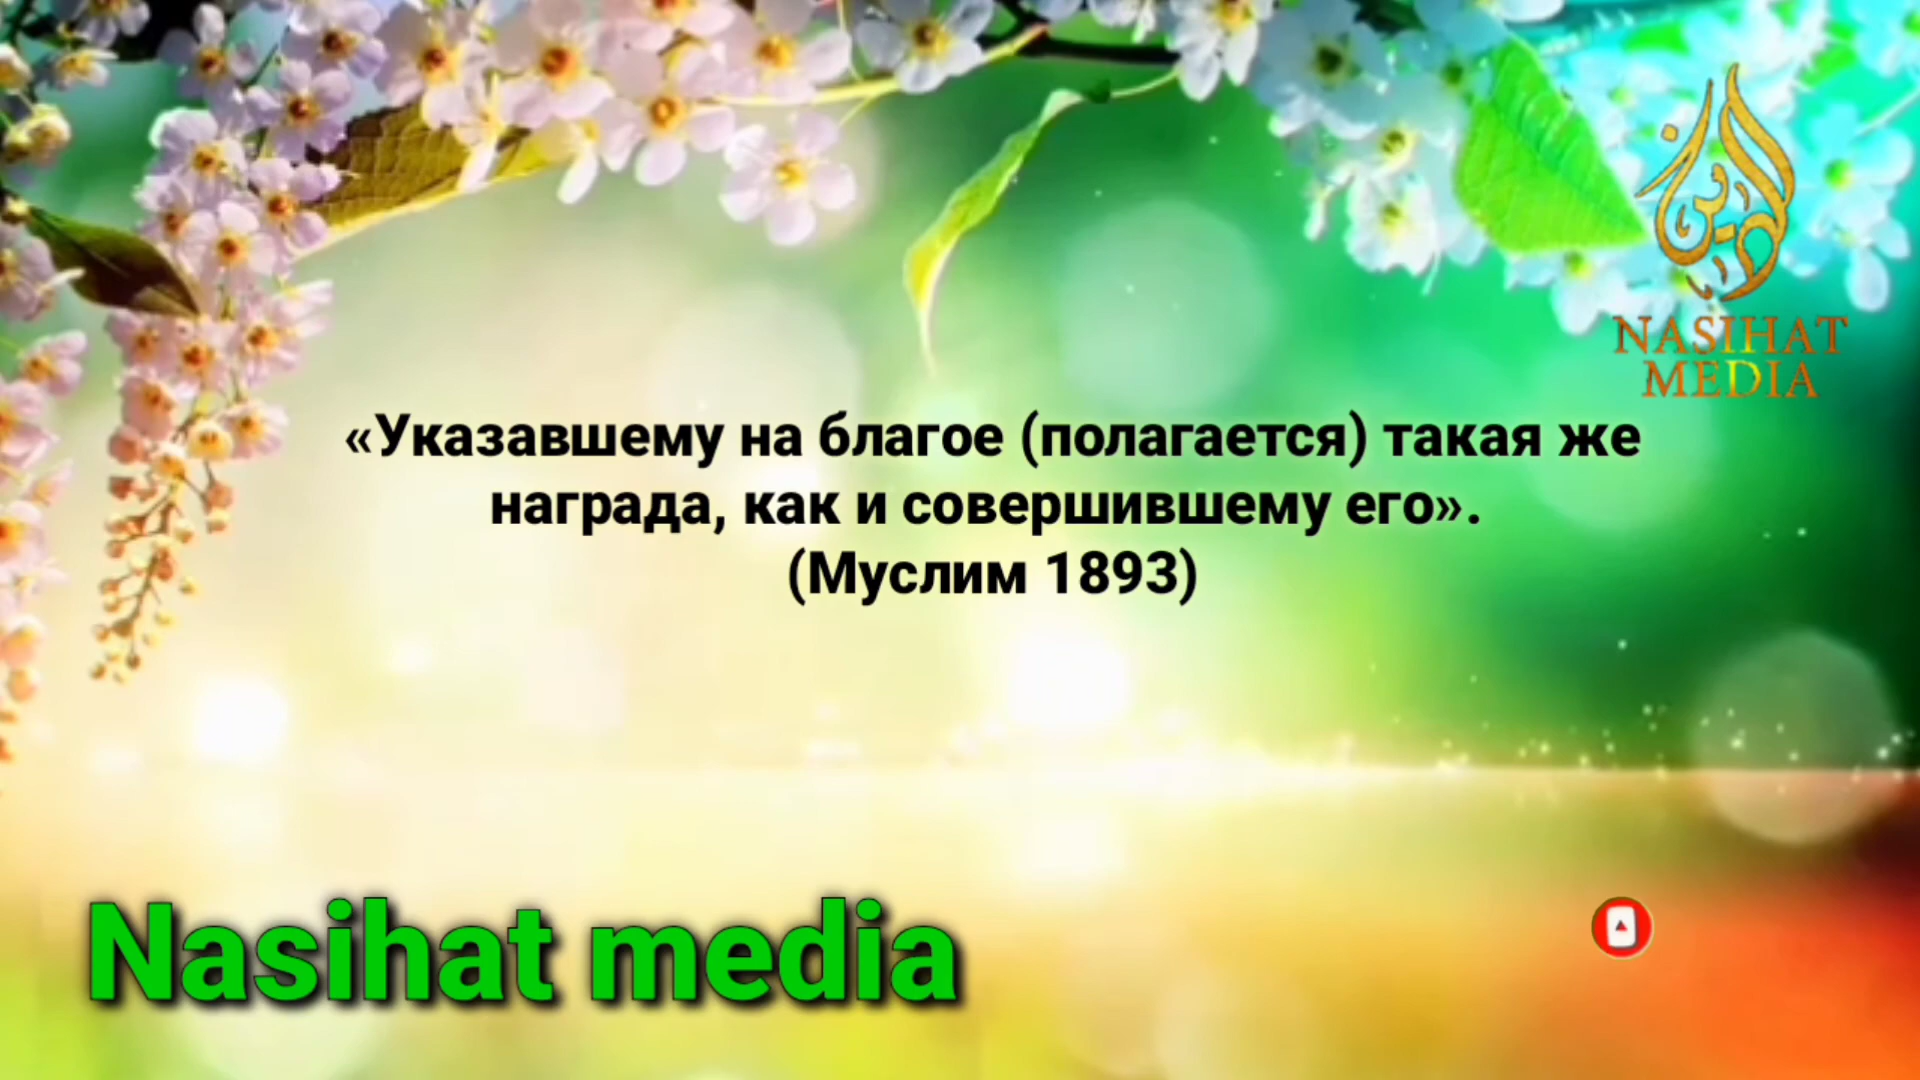 NASIHAT
MEDIA
«Указавшему на благое (полагается) такая же
награда, как и совершившему его».
(Муслим 1893)
Nasihat media